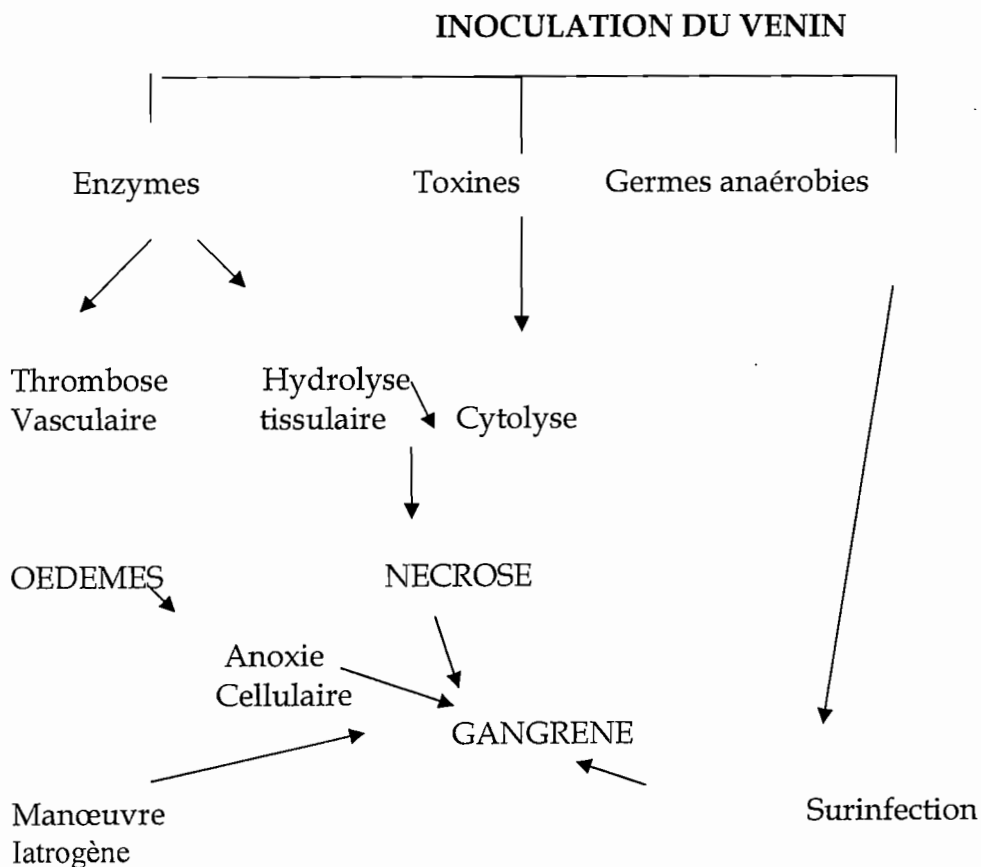 INOCULATION DU VENIN
Enzymes
Toxines
Germes anaérobies
Thrombose
Vasculaire
Hydrolyse
tissulaire
Cytolyse
OEDEMES
NECROSE
Anoxie
Cellulaire
GANGRENE
Manœuvre
Iatrogène
Surinfection